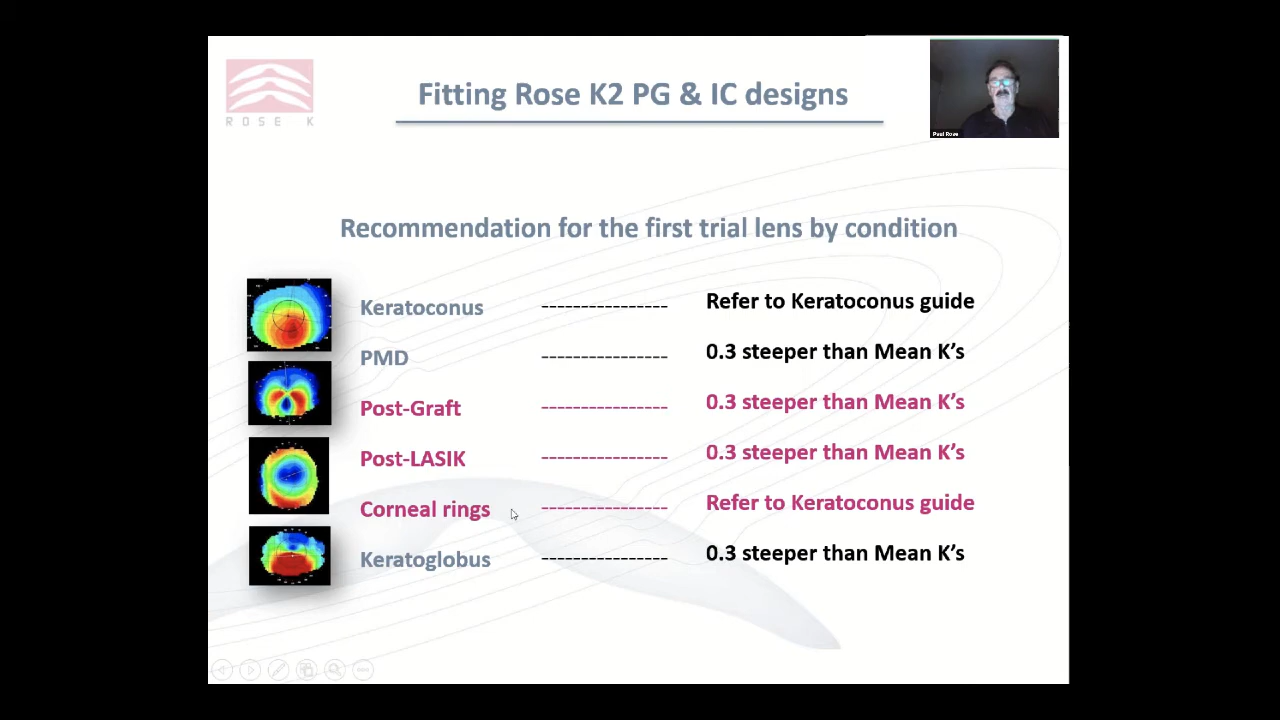 Fitting Rose K2 PG & IC designs
ROSE K
Paul Rose
Recommendation for the first trial lens by condition
Keratoconus --------------- Refer to Keratoconus guide
PMD --------------- 0.3 steeper than Mean K's
Post-Graft --------------- 0.3 steeper than Mean K's
Post-LASIK --------------- 0.3 steeper than Mean K's
Corneal rings --------------- Refer to Keratoconus guide
Keratoglobus --------------- 0.3 steeper than Mean K's